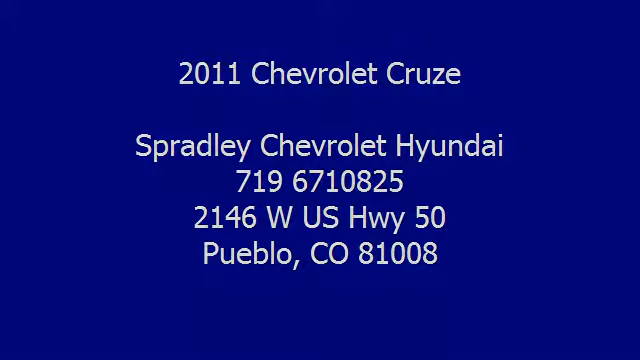 2011 Chevrolet Cruze
Spradley Chevrolet Hyundai
719 6710825
2146 W US Hwy 50
Pueblo, CO 81008